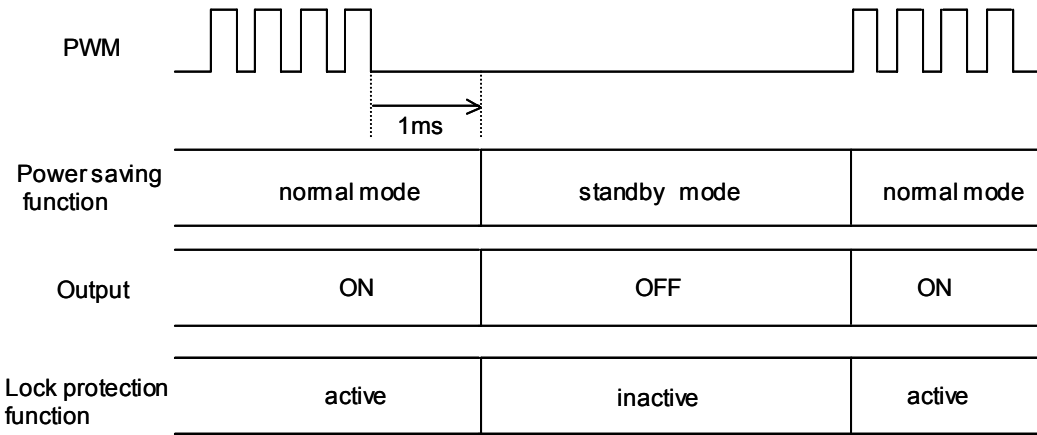 PWM
1ms
Power saving
function
normal mode
standby mode
normal mode
Output
ON
OFF
ON
Lock protection
function
active
inactive
active